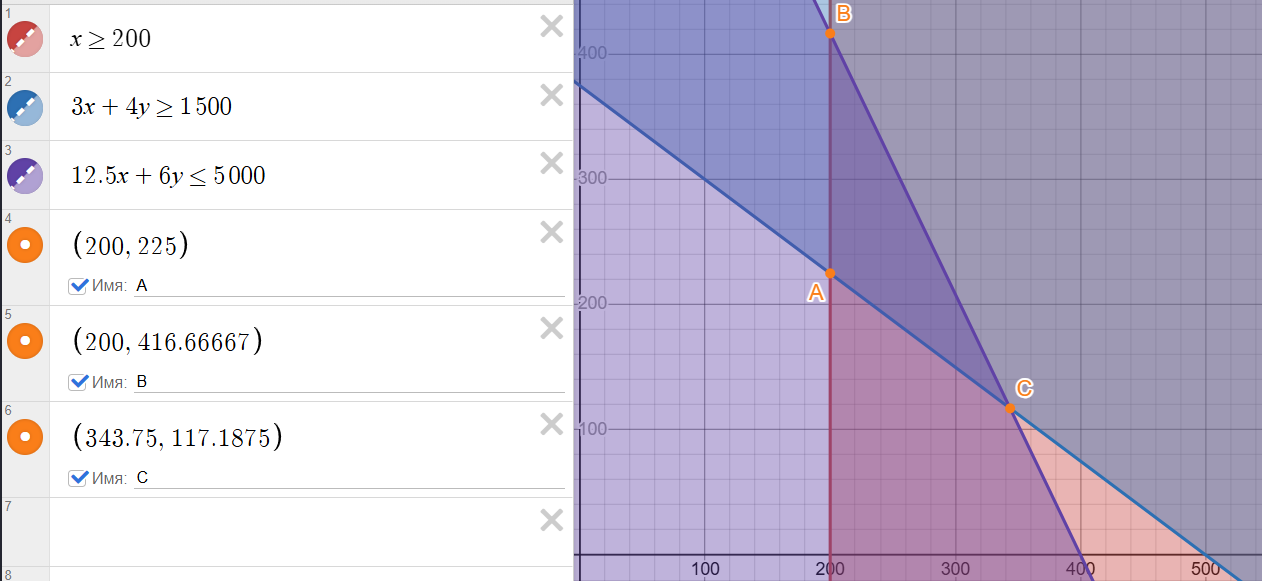 1
x ≥ 200
2
3x + 4y ≥ 1500
3
12.5x + 6y ≤ 5000
4
(200, 225)
Имя: A
5
(200, 416.66667)
Имя: B
6
(343.75, 117.1875)
Имя: C
7
8
B
400
300
A
200
C
100
100 200 300 400 500